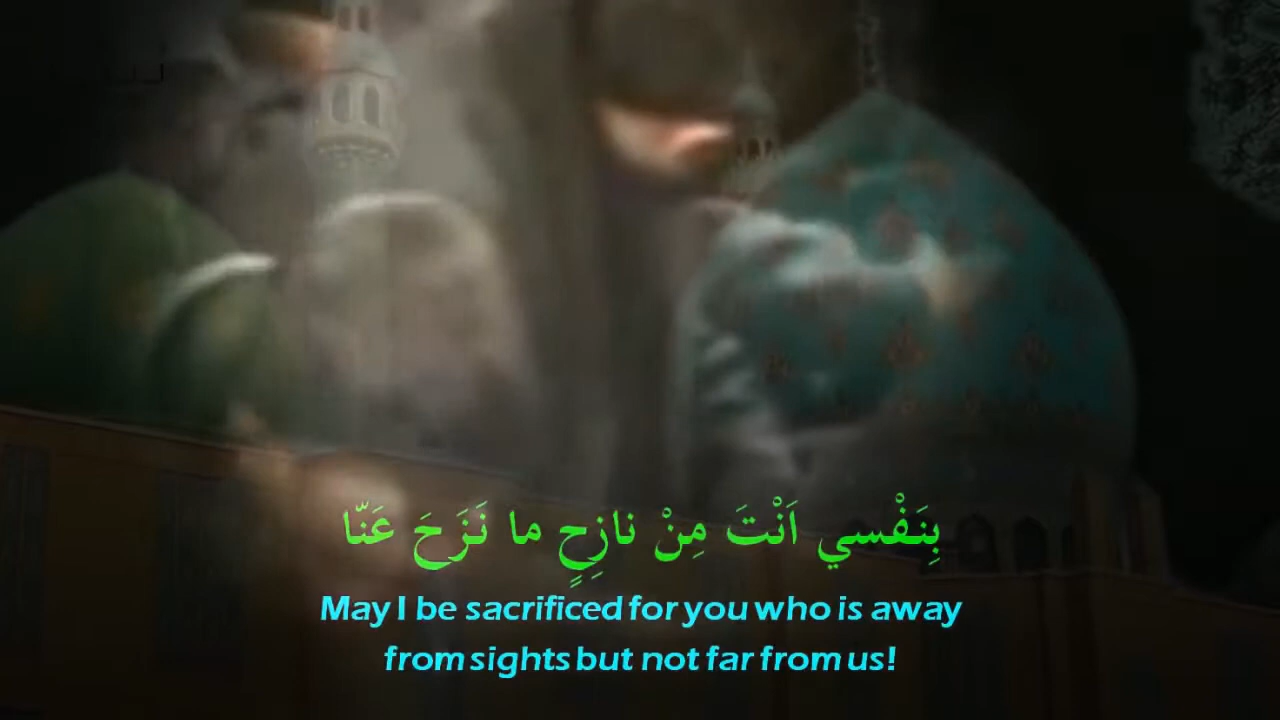 بِنَفْسي اَنْتَ مِنْ نازِحٍ ما نَزَحَ عَنّا
May I be sacrificed for you who is away
from sights but not far from us!